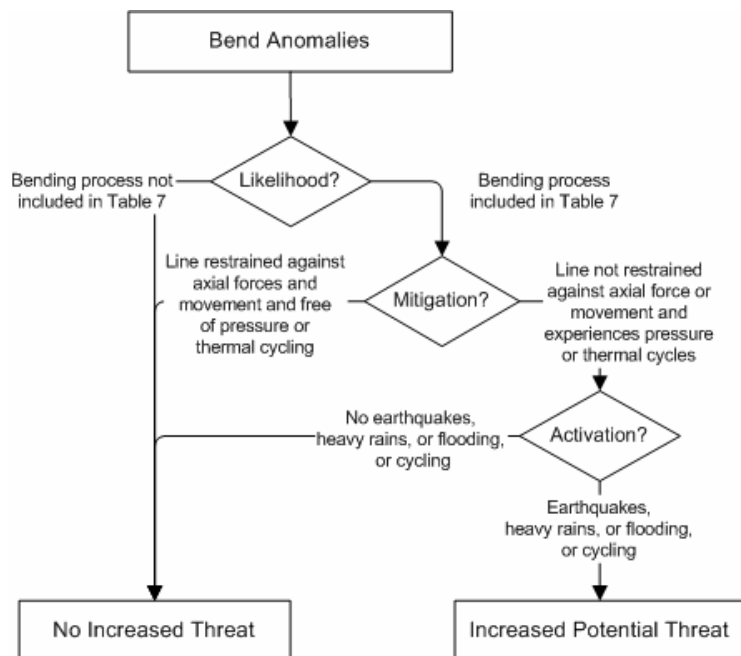 Bend Anomalies
Likelihood?
Bending process not
included in Table 7
Bending process
included in Table 7
Line restrained against
axial forces and
movement and free
of pressure or
thermal cycling
Mitigation?
Line not restrained
against axial force or
movement and
experiences pressure
or thermal cycles
No earthquakes,
heavy rains, or flooding,
or cycling
Activation?
Earthquakes,
heavy rains, or flooding,
or cycling
No Increased Threat
Increased Potential Threat